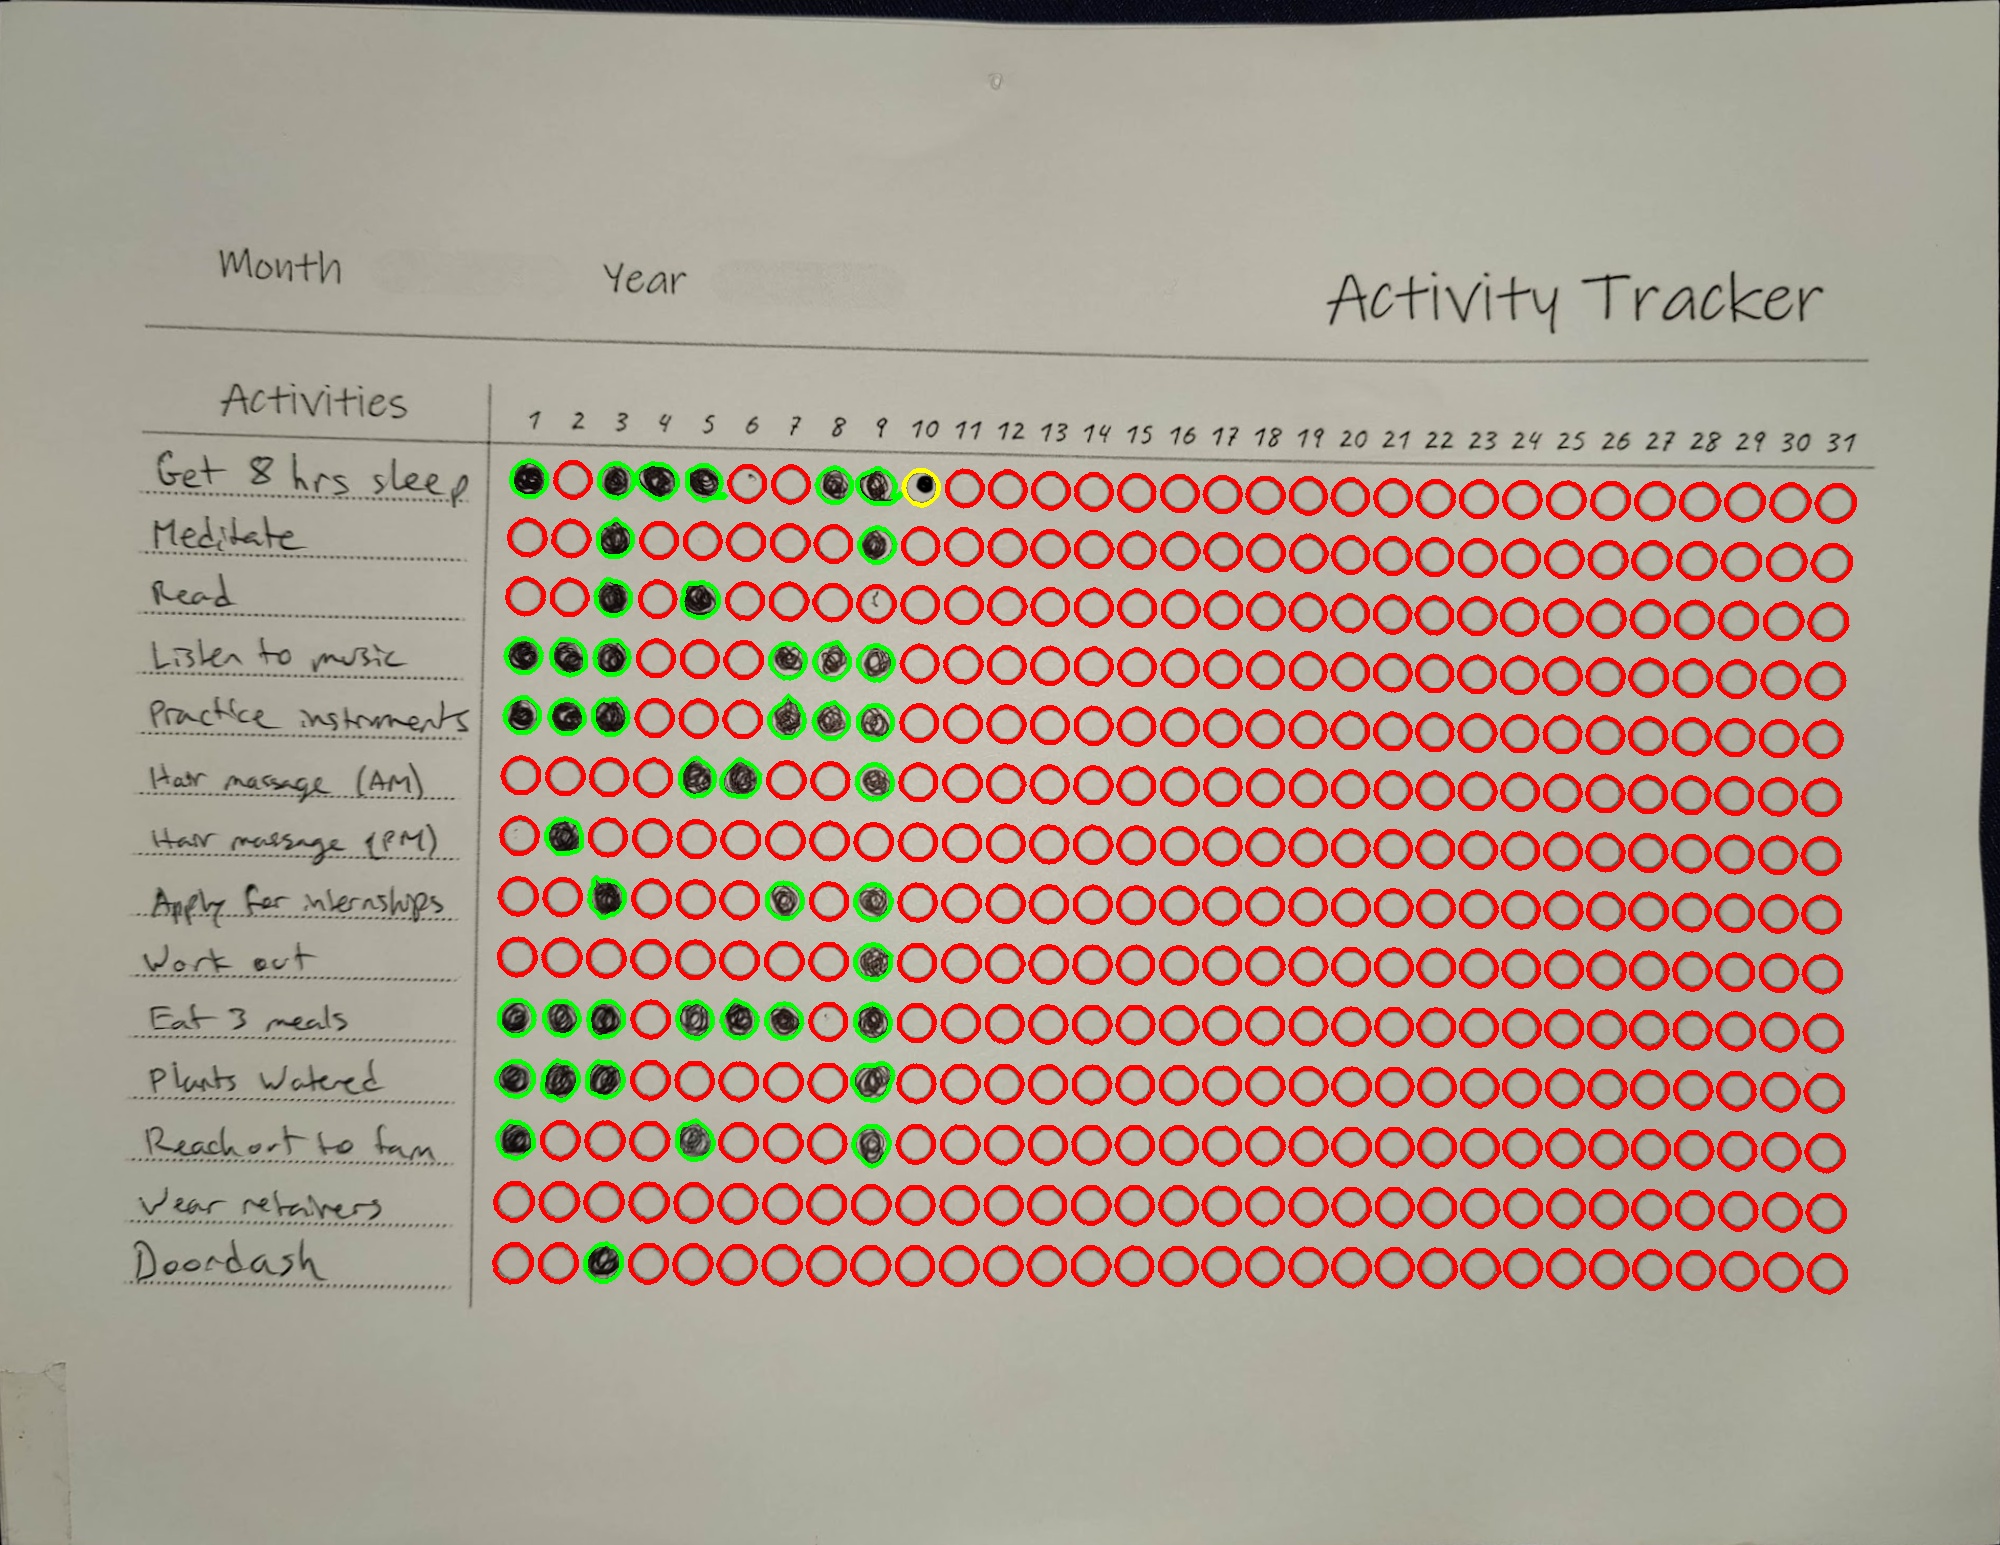 Month Year
Activity Tracker
Activities 1 2 3 4 5 6 7 8 9 10 11 12 13 14 15 16 17 18 19 20 21 22 23 24 25 26 27 28 29 30 31
Get 8 hrs sleep
Meditate
Read
Listen to music
Practice instruments
Hair massage (AM)
Hair massage (PM)
Apply for internships
Work out
Eat 3 meals
Plants Watered
Reach out to fam
Wear retainers
Doordash